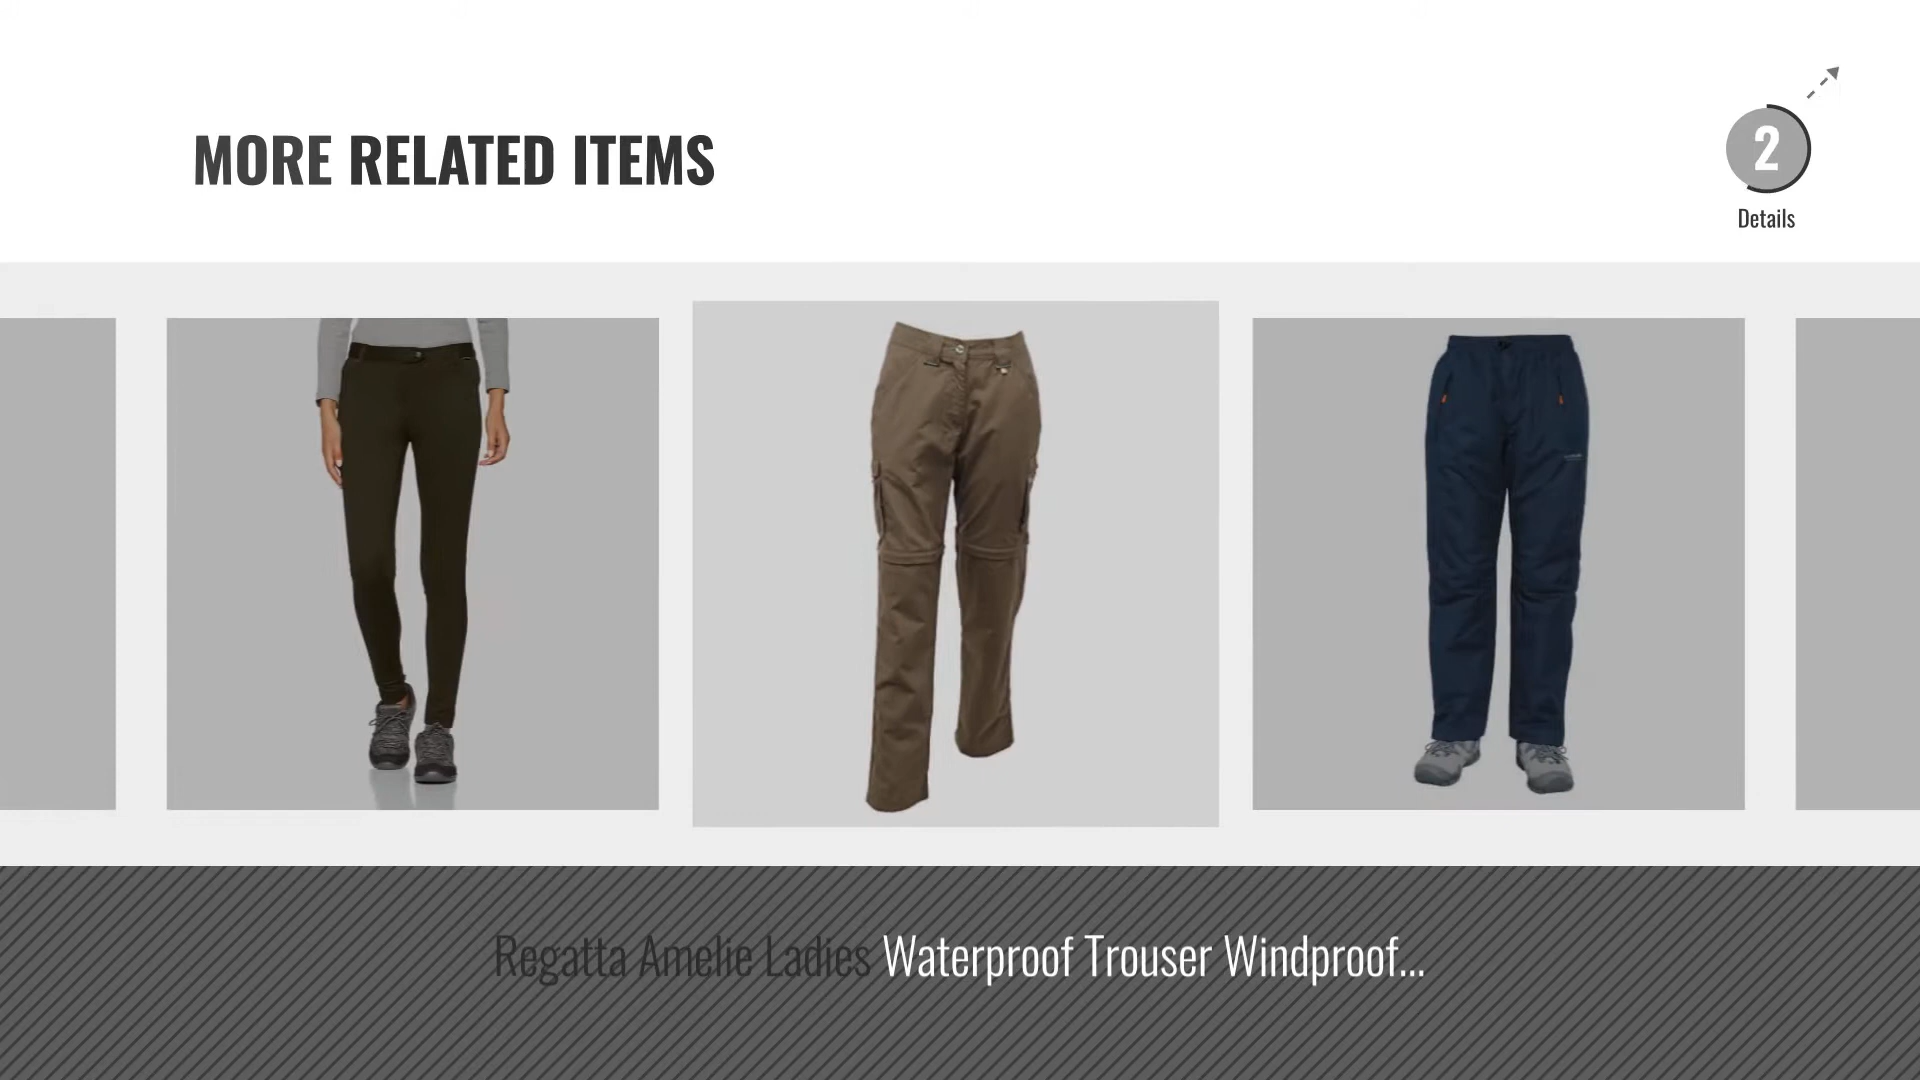 MORE RELATED ITEMS
2
Details
Regatta Amelie Ladies Waterproof Trouser Windproof...